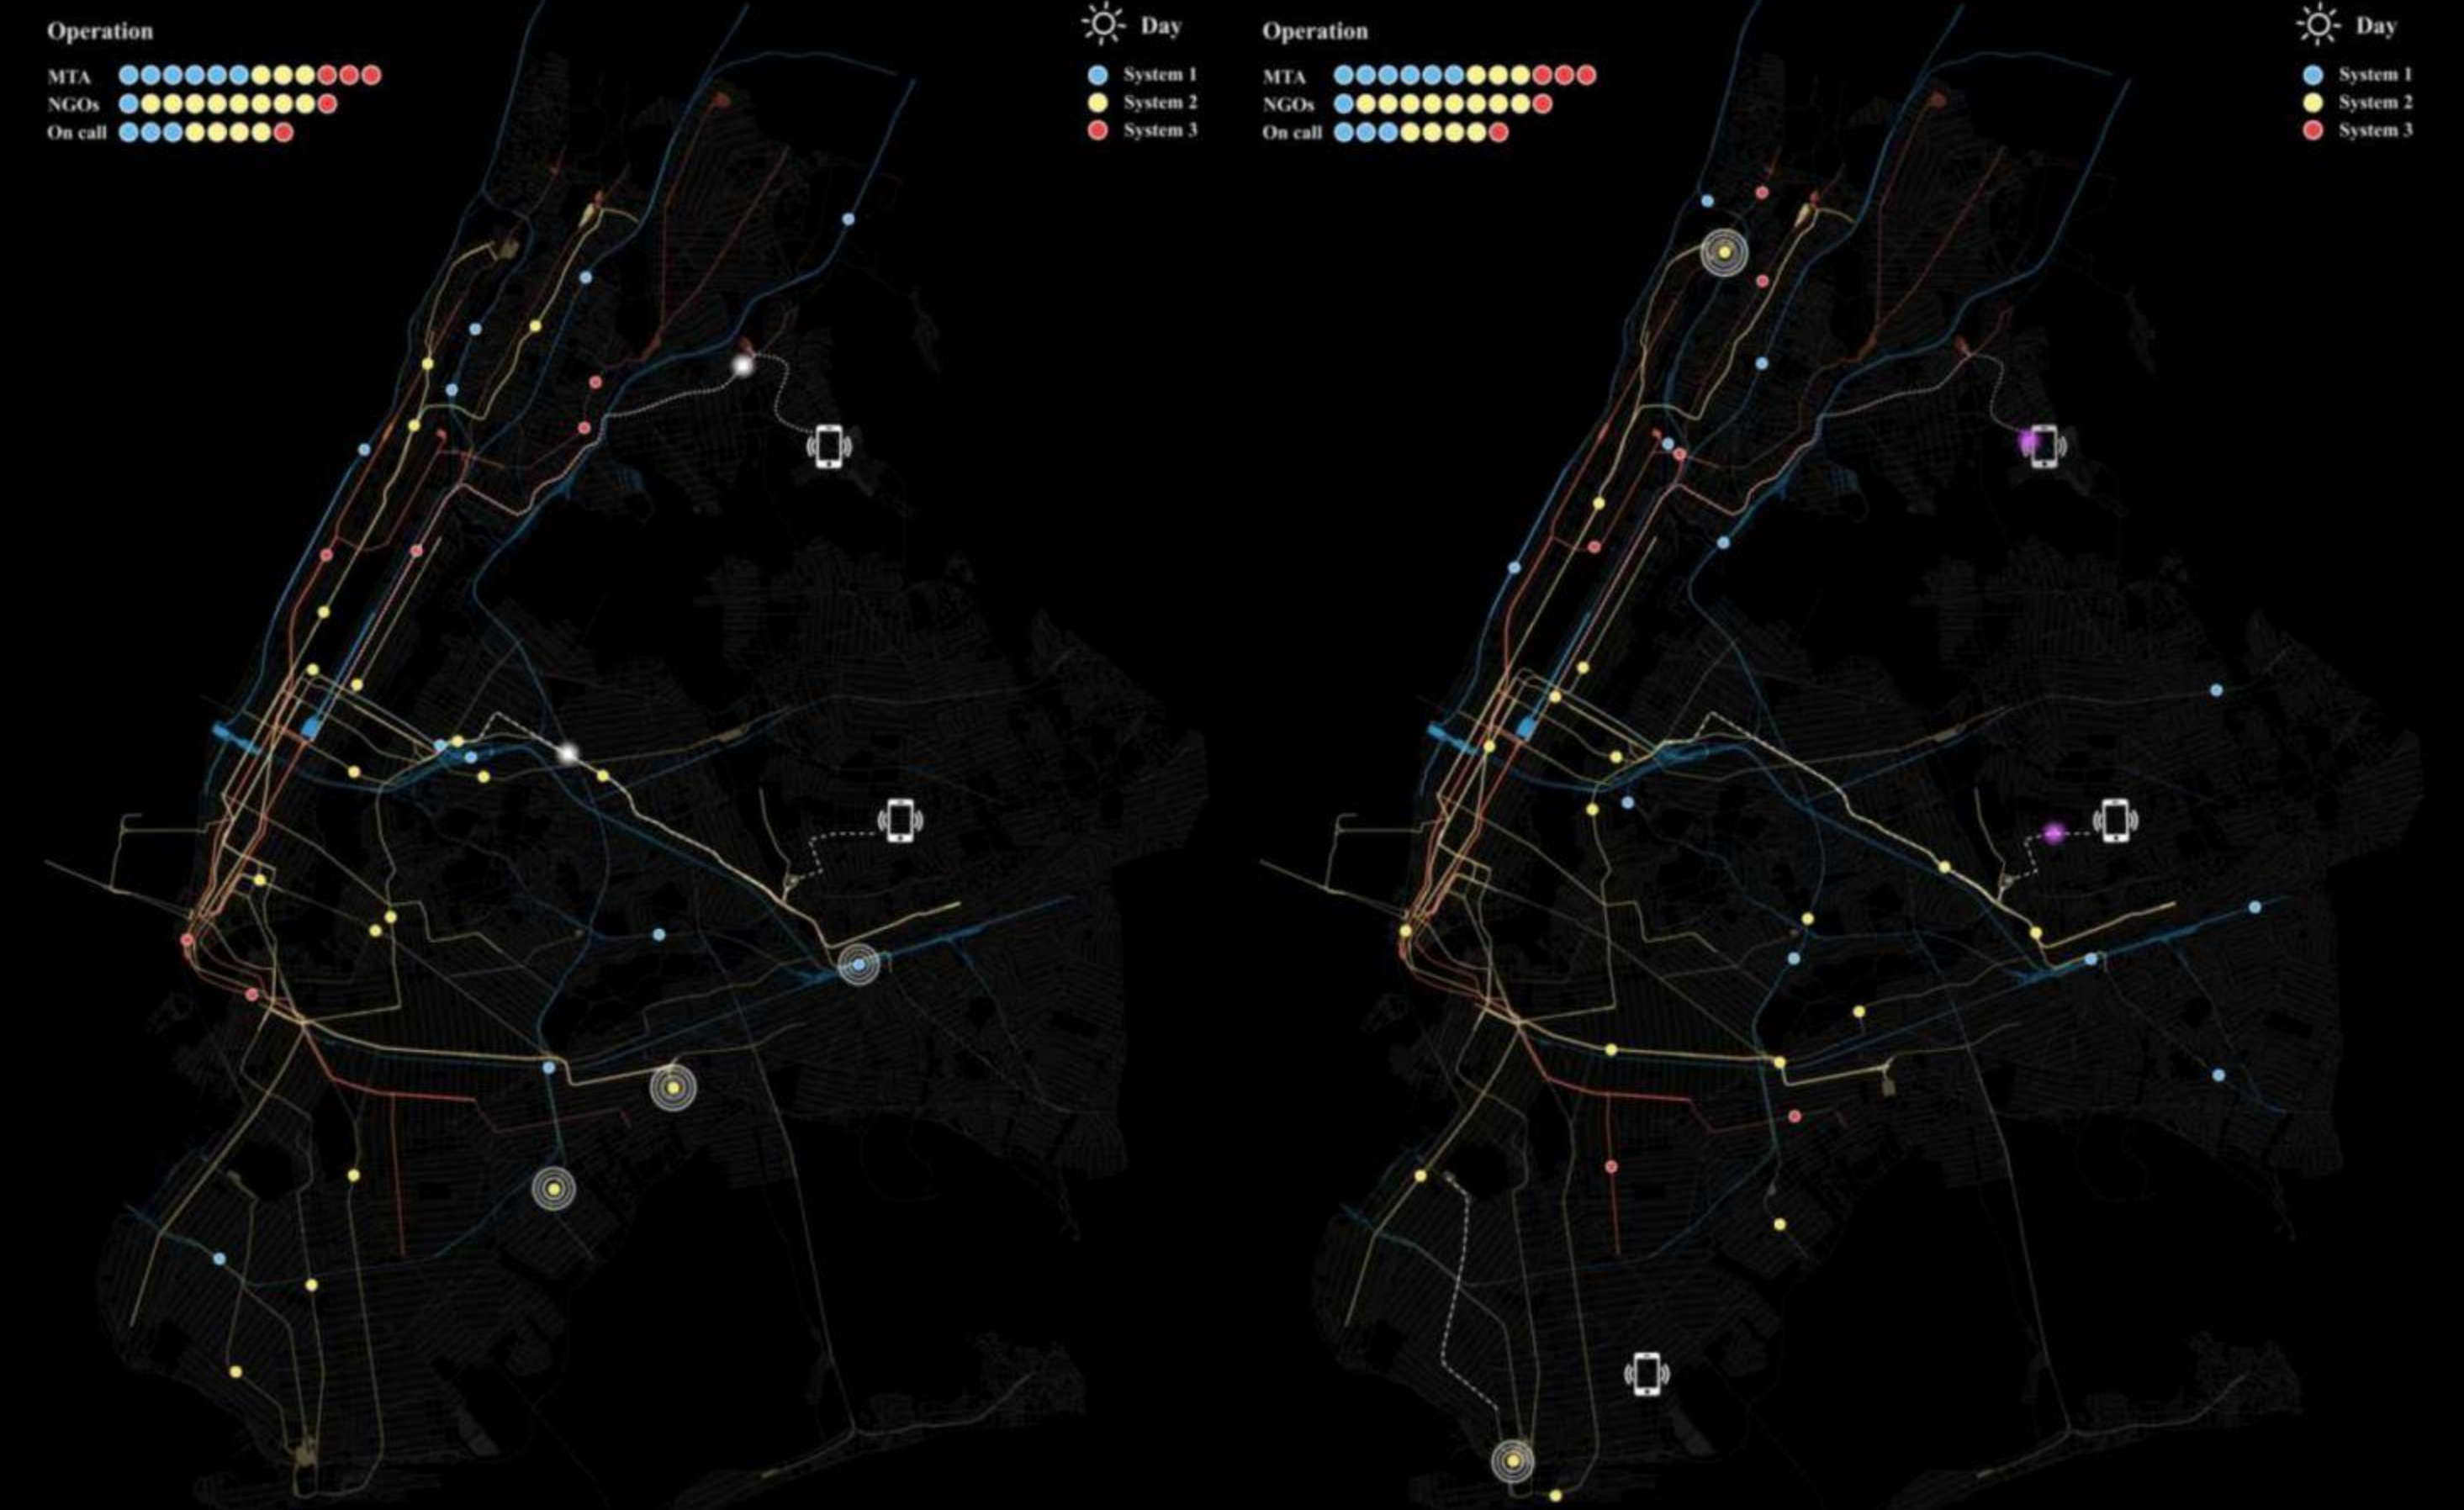 Operation
MTA
NGOs
On call
Day
System 1
System 2
System 3
Operation
MTA
NGOs
On call
Day
System 1
System 2
System 3